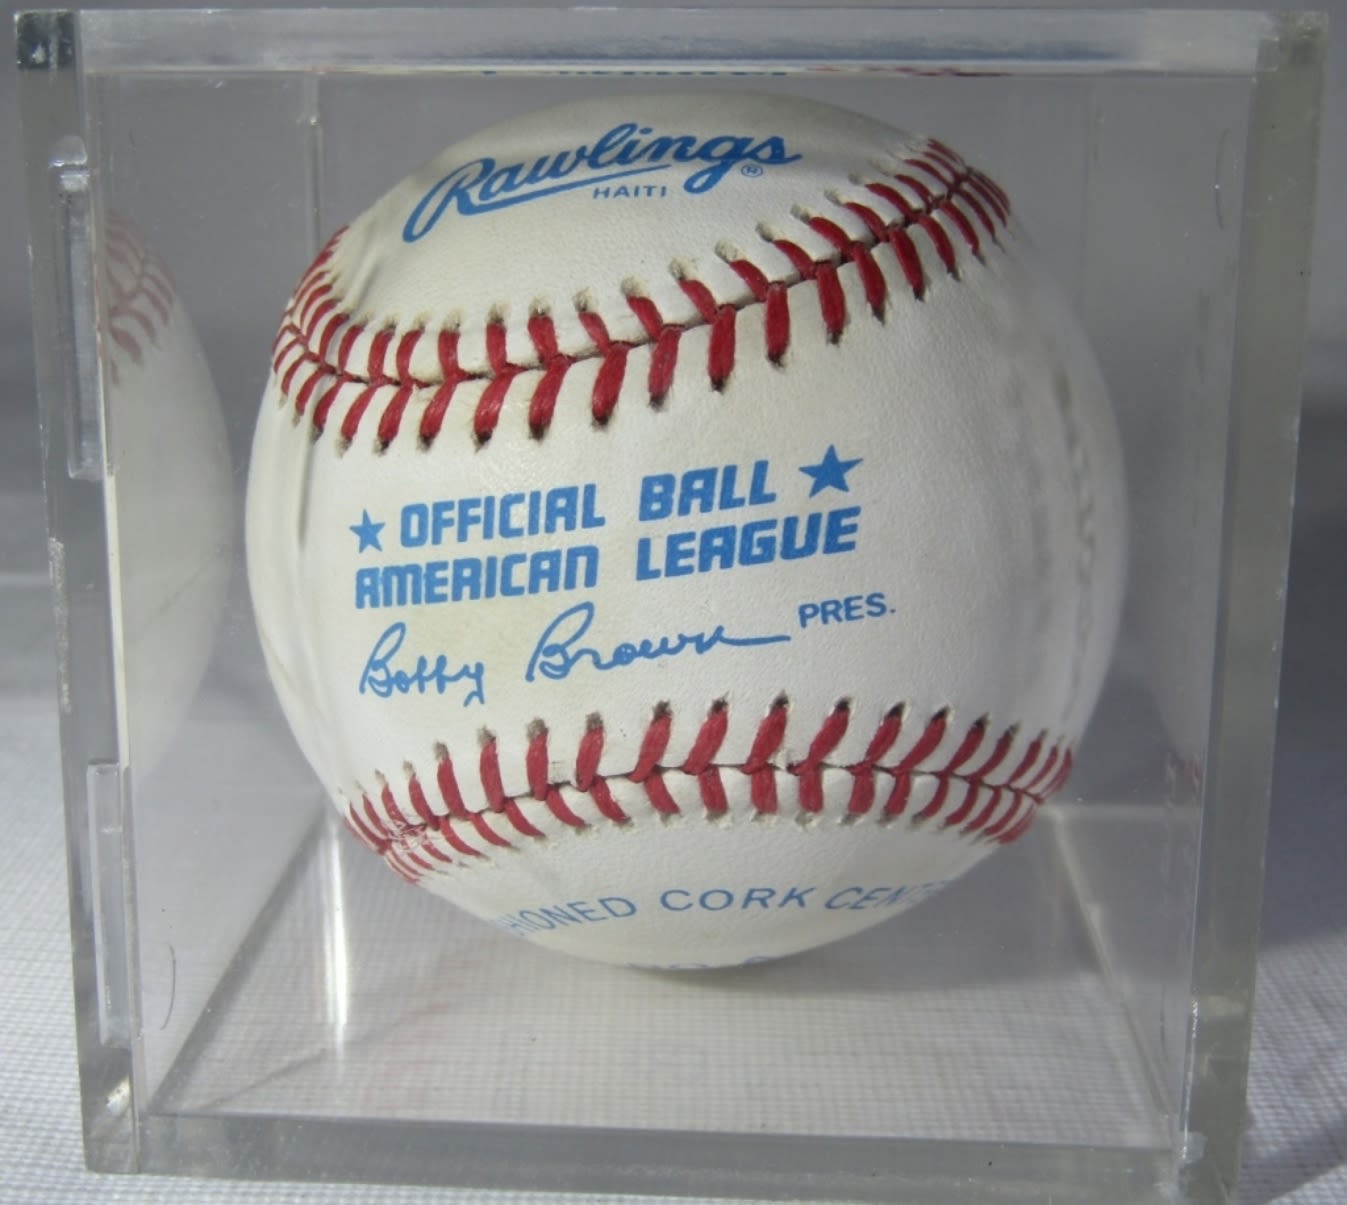 Rawlings ®
HAITI
★ OFFICIAL BALL ★
AMERICAN LEAGUE
Bobby Brown PRES.
CORK